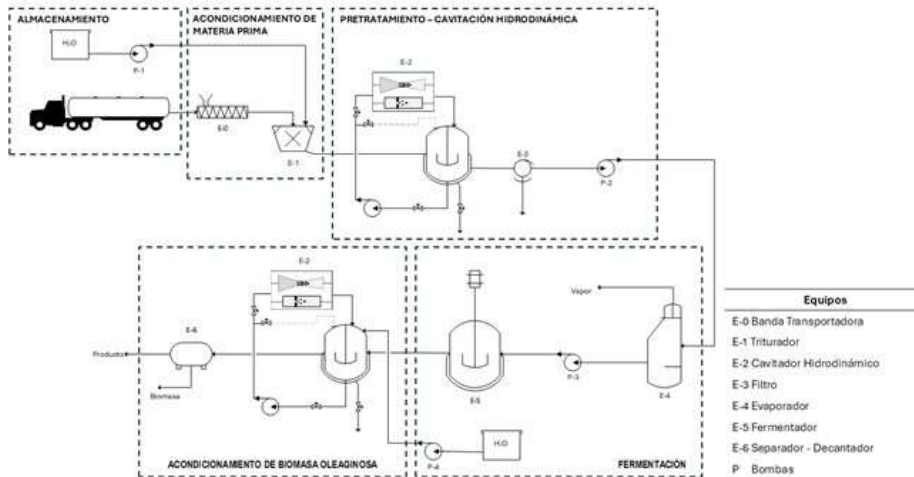 ALMACENAMIENTO
H₂O
P-1
ACONDICIONAMIENTO DE
MATERIA PRIMA
E-0
E-1
PRETRATAMIENTO – CAVITACIÓN HIDRODINÁMICA
E-2
E-3
P-2
E-2
E-6
Producto
Biomasa
ACONDICIONAMIENTO DE BIOMASA OLEAGINOSA
Vapor
P-3
E-4
E-5
H₂O
P-4
FERMENTACIÓN
Equipos
E-0 Banda Transportadora
E-1 Triturador
E-2 Cavitador Hidrodinámico
E-3 Filtro
E-4 Evaporador
E-5 Fermentador
E-6 Separador - Decantador
P Bombas